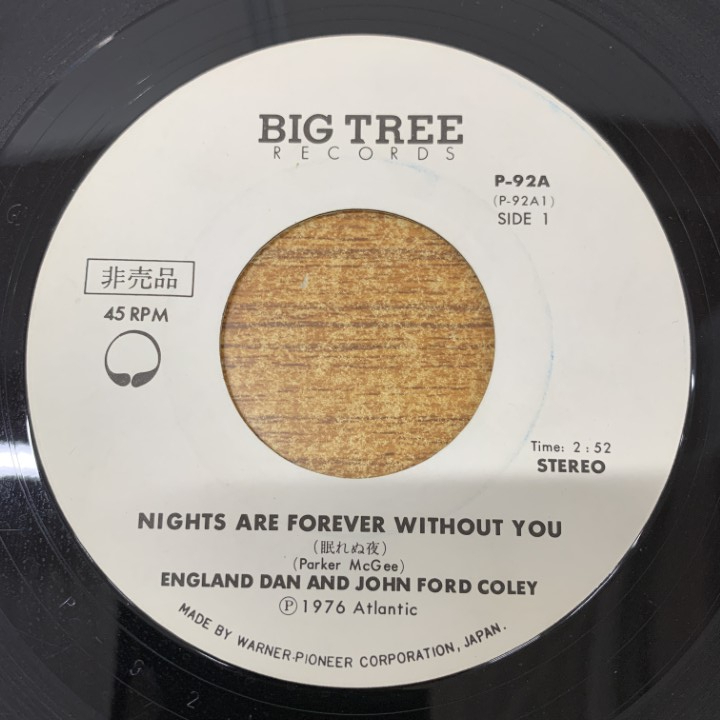 BIG TREE
RECORDS
P-92A
(P-92A1)
SIDE 1
非売品
45 RPM
Time: 2:52
STEREO
NIGHTS ARE FOREVER WITHOUT YOU
(眠れぬ夜)
(Parker McGee)
ENGLAND DAN AND JOHN FORD COLEY
Ⓟ 1976 Atlantic
MADE BY WARNER-PIONEER CORPORATION, JAPAN.